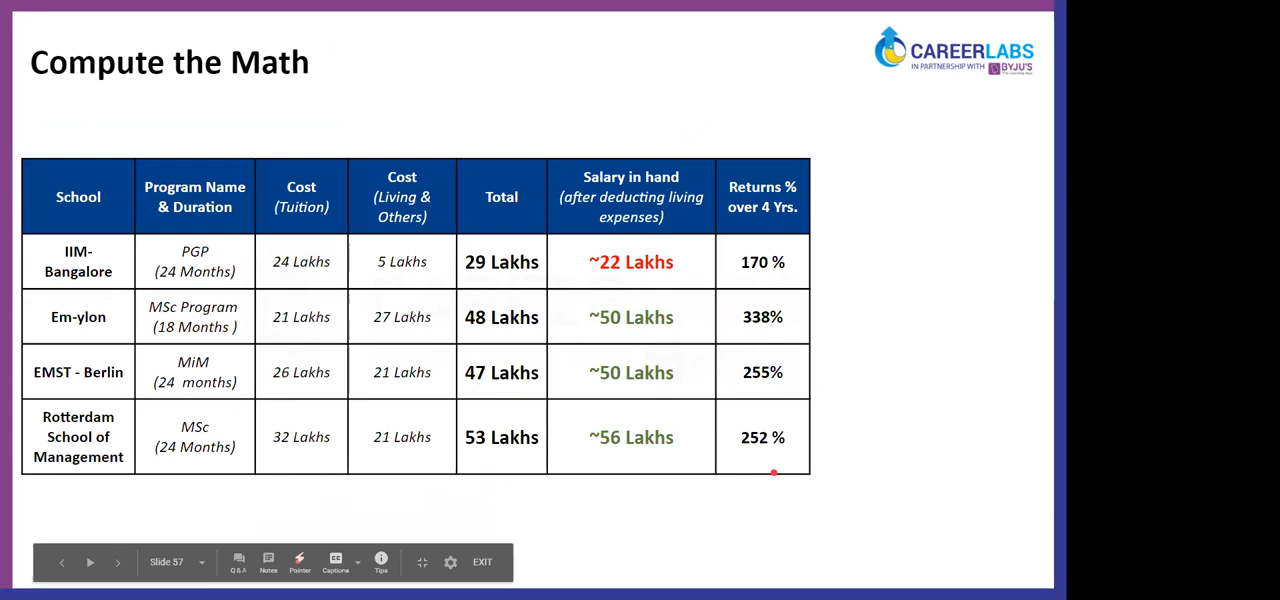 Compute the Math
CAREERLABS
IN PARTNERSHIP WITH BYJU'S
The Learning App
School
Program Name
& Duration
Cost
(Tuition)
Cost
(Living &
Others)
Total
Salary in hand
(after deducting living
expenses)
Returns %
over 4 Yrs.
IIM-
Bangalore
PGP
(24 Months)
24 Lakhs
5 Lakhs
29 Lakhs
~22 Lakhs
170 %
Em-ylon
MSc Program
(18 Months )
21 Lakhs
27 Lakhs
48 Lakhs
~50 Lakhs
338%
EMST - Berlin
MiM
(24 months)
26 Lakhs
21 Lakhs
47 Lakhs
~50 Lakhs
255%
Rotterdam
School of
Management
MSc
(24 Months)
32 Lakhs
21 Lakhs
53 Lakhs
~56 Lakhs
252 %
Slide 57
Q&A
Notes
Pointer
CC
Captions
Tips
EXIT